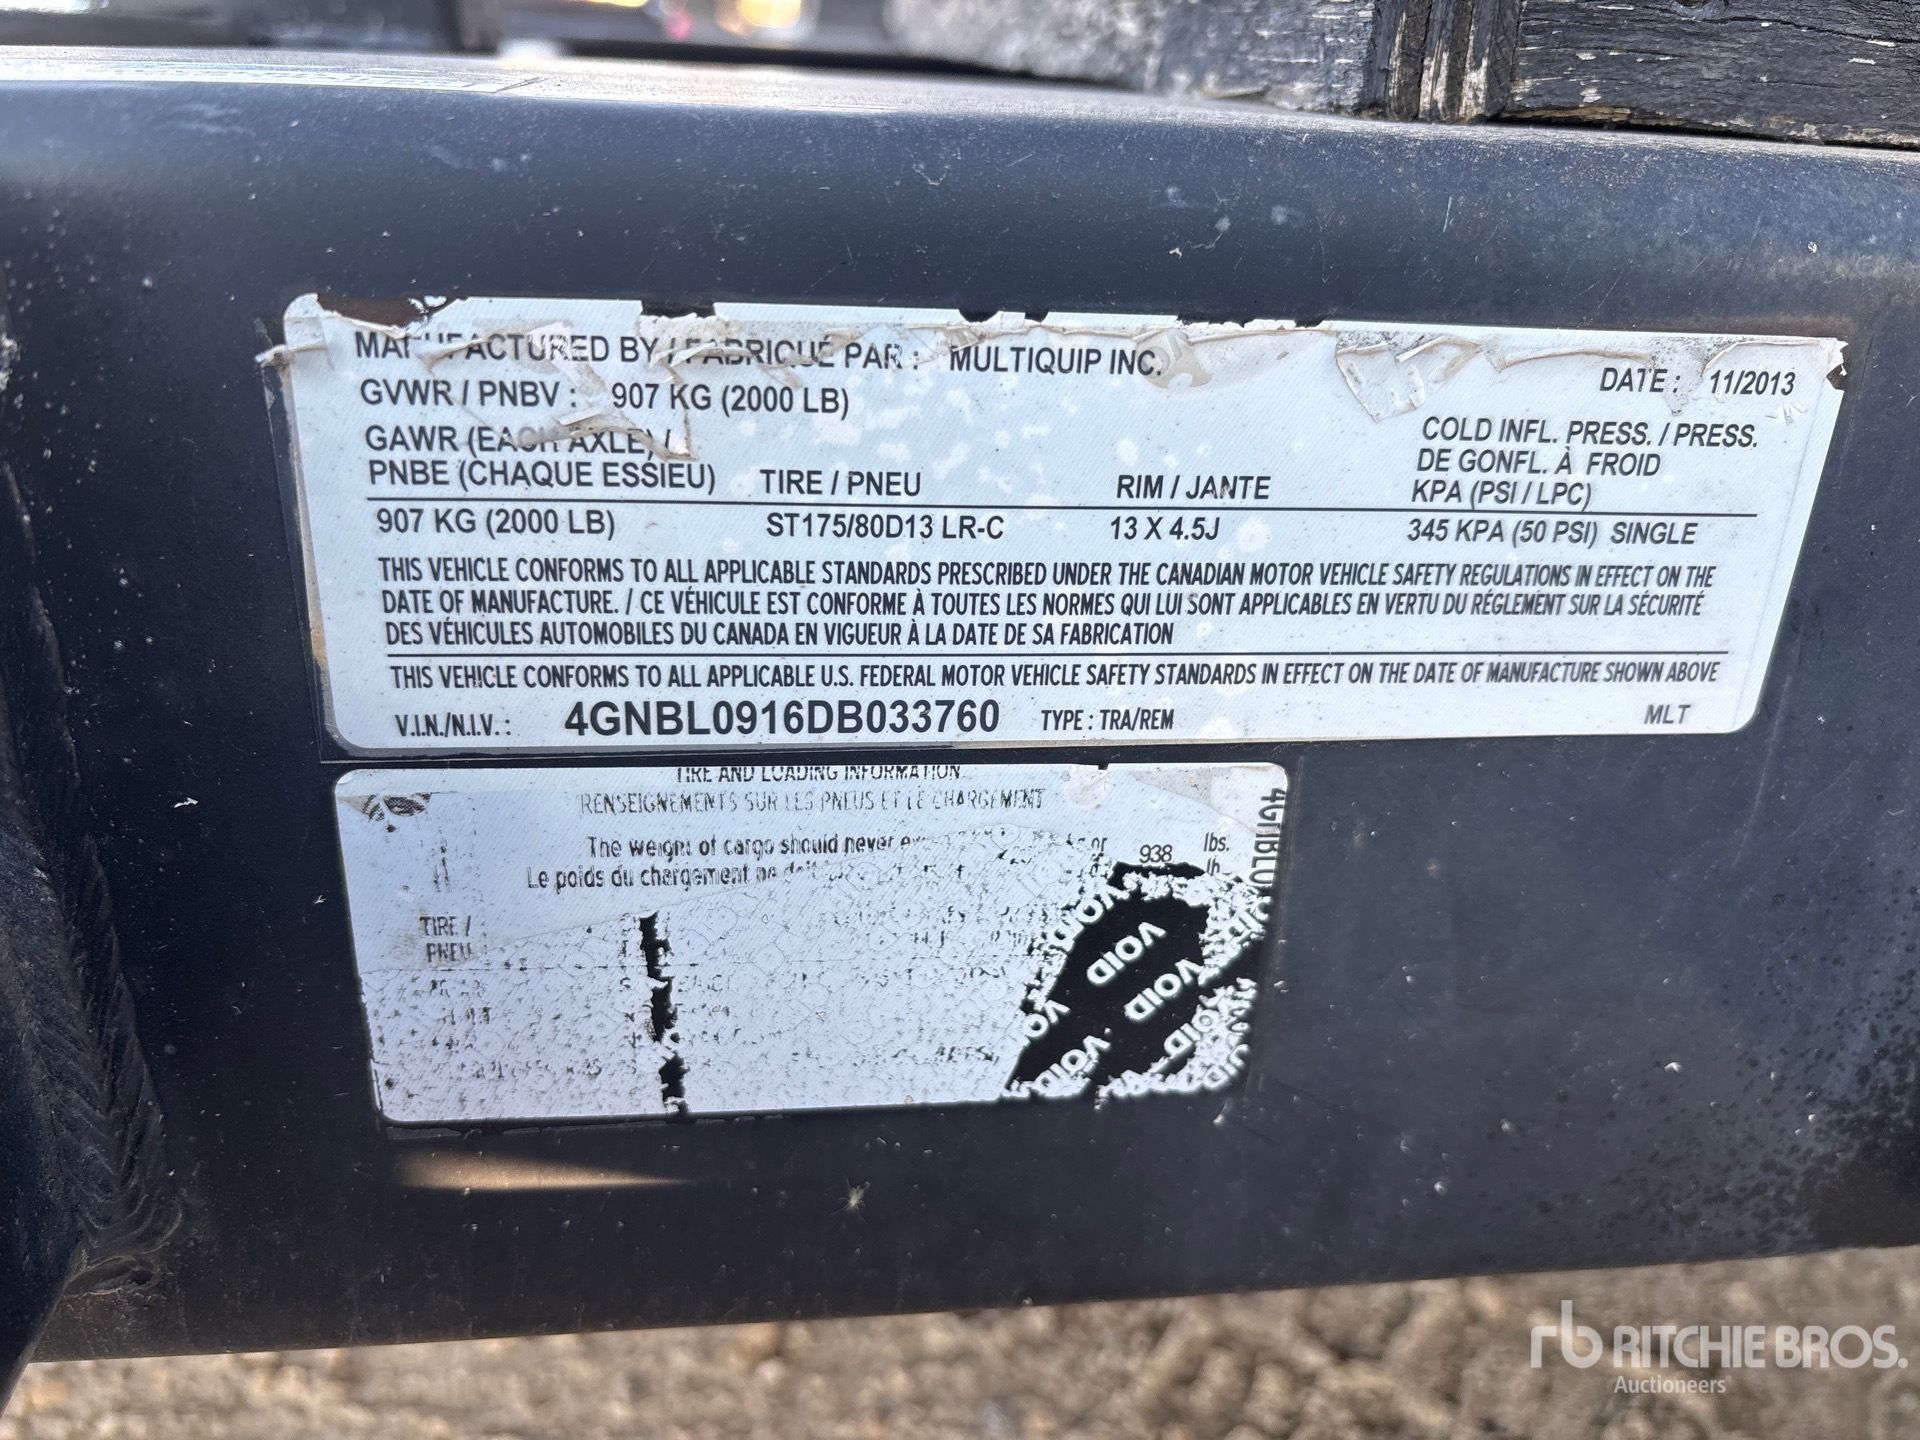 MANUFACTURED BY / FABRIQUÉ PAR : MULTIQUIP INC.
DATE : 11/2013
GVWR / PNBV : 907 KG (2000 LB)
GAWR (EACH AXLE) /
PNBE (CHAQUE ESSIEU) TIRE / PNEU RIM / JANTE
COLD INFL. PRESS. / PRESS.
DE GONFL. À FROID
KPA (PSI / LPC)
907 KG (2000 LB) ST175/80D13 LR-C 13 X 4.5J 345 KPA (50 PSI) SINGLE
THIS VEHICLE CONFORMS TO ALL APPLICABLE STANDARDS PRESCRIBED UNDER THE CANADIAN MOTOR VEHICLE SAFETY REGULATIONS IN EFFECT ON THE
DATE OF MANUFACTURE. / CE VÉHICULE EST CONFORME À TOUTES LES NORMES QUI LUI SONT APPLICABLES EN VERTU DU RÉGLEMENT SUR LA SÉCURITÉ
DES VÉHICULES AUTOMOBILES DU CANADA EN VIGUEUR À LA DATE DE SA FABRICATION
THIS VEHICLE CONFORMS TO ALL APPLICABLE U.S. FEDERAL MOTOR VEHICLE SAFETY STANDARDS IN EFFECT ON THE DATE OF MANUFACTURE SHOWN ABOVE
V.I.N./N.I.V. : 4GNBL0916DB033760 TYPE : TRA/REM MLT
TIRE AND LOADING INFORMATION
RENSEIGNEMENTS SUR LES PNEUS ET LE CHARGEMENT
The weight of cargo should never or 938 lbs.
Le poids du chargement ne doit lb.
TIRE /
PNEU
VOID
VOID
VOID
VOID
VOID
rb RITCHIE BROS.
Auctioneers